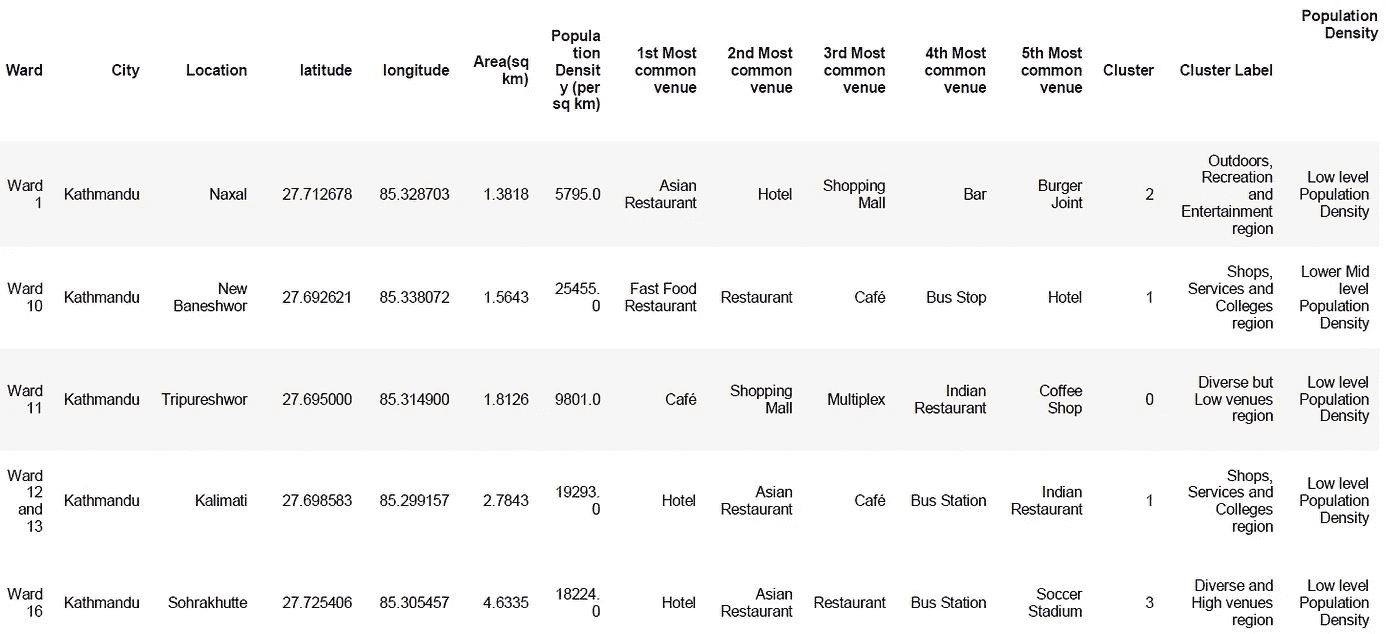 Ward City Location latitude longitude Area(sq km) Popula tion Densit y (per sq km) 1st Most common venue 2nd Most common venue 3rd Most common venue 4th Most common venue 5th Most common venue Cluster Cluster Label Population Density
Ward 1 Kathmandu Naxal 27.712678 85.328703 1.3818 5795.0 Asian Restaurant Hotel Shopping Mall Bar Burger Joint 2 Outdoors, Recreation and Entertainment region Low level Population Density
Ward 10 Kathmandu New Baneshwor 27.692621 85.338072 1.5643 25455. 0 Fast Food Restaurant Restaurant Café Bus Stop Hotel 1 Shops, Services and Colleges region Lower Mid level Population Density
Ward 11 Kathmandu Tripureshwor 27.695000 85.314900 1.8126 9801.0 Café Shopping Mall Multiplex Indian Restaurant Coffee Shop 0 Diverse but Low venues region Low level Population Density
Ward 12 and 13 Kathmandu Kalimati 27.698583 85.299157 2.7843 19293. 0 Hotel Asian Restaurant Café Bus Station Indian Restaurant 1 Shops, Services and Colleges region Low level Population Density
Ward 16 Kathmandu Sohrakhutte 27.725406 85.305457 4.6335 18224. 0 Hotel Asian Restaurant Restaurant Bus Station Soccer Stadium 3 Diverse and High venues region Low level Population Density